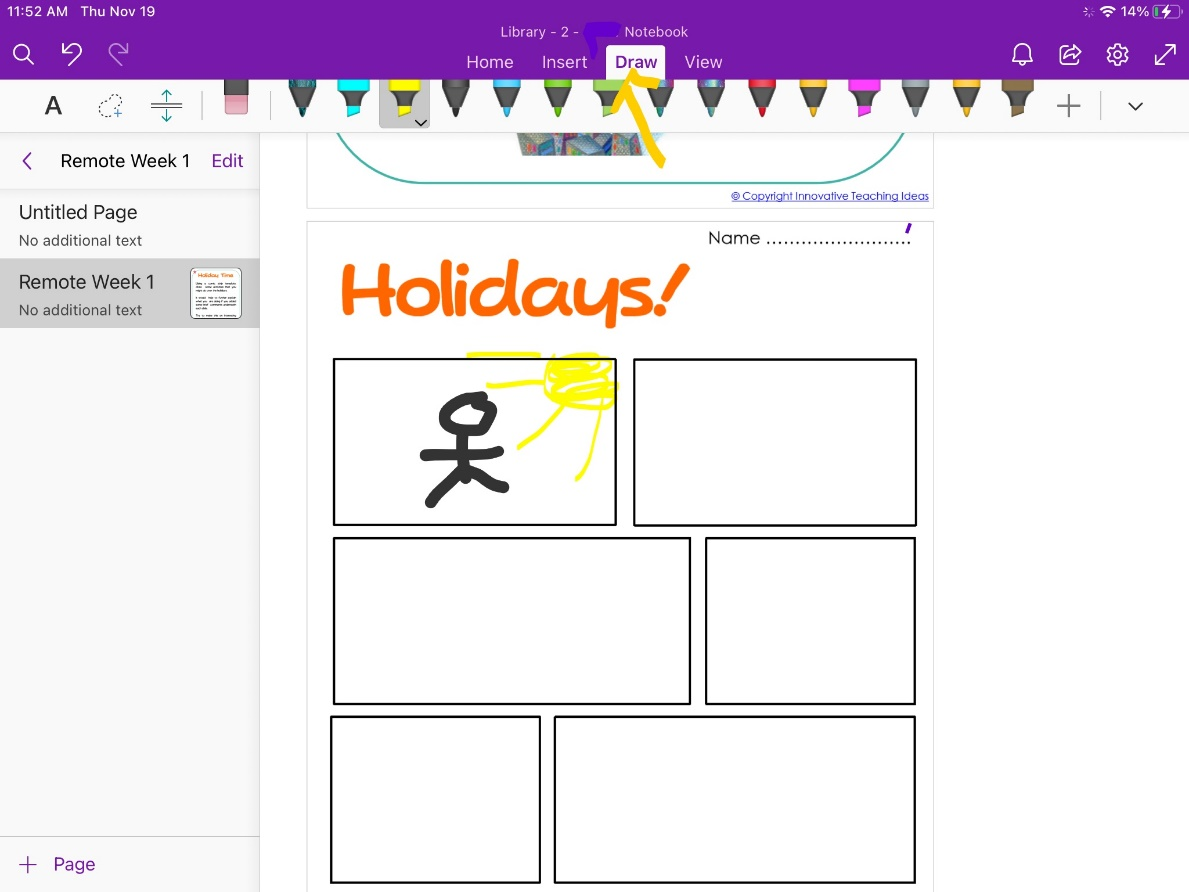 11:52 AM Thu Nov 19
14%
Library - 2 - Notebook
Home Insert Draw View
A
Remote Week 1 Edit
Untitled Page
No additional text
Remote Week 1
No additional text
Holiday Time
© Copyright Innovative Teaching Ideas
Name .........................
Holidays!
+ Page